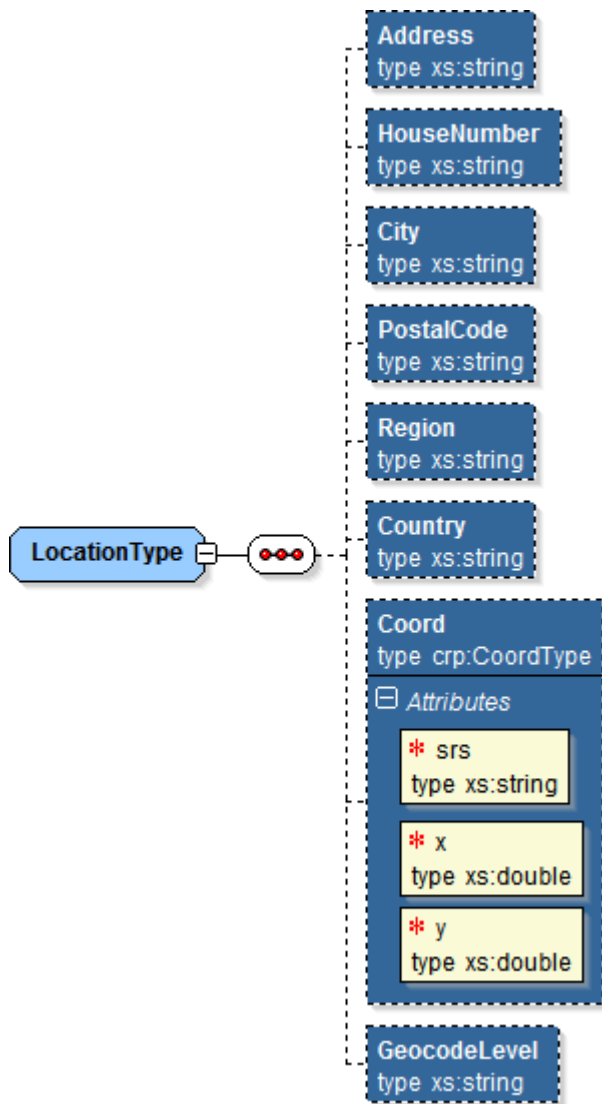 Address
type xs:string
HouseNumber
type xs:string
City
type xs:string
PostalCode
type xs:string
Region
type xs:string
LocationType
Country
type xs:string
Coord
type crp:CoordType
Attributes
* srs
type xs:string
* x
type xs:double
* y
type xs:double
GeocodeLevel
type xs:string